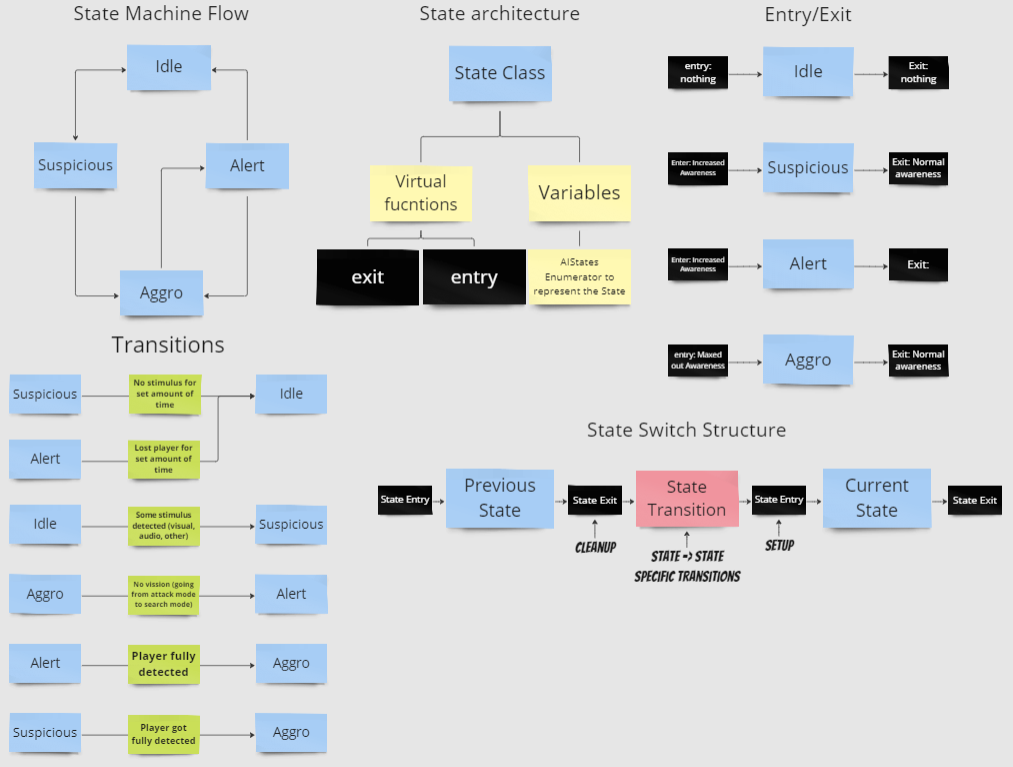 State Machine Flow
Idle
Suspicious
Alert
Aggro
State architecture
State Class
Virtual
fucntions
Variables
exit
entry
AIStates
Enumerator to
represent the State
Entry/Exit
entry:
nothing
Idle
Exit:
nothing
Enter: Increased
Awareness
Suspicious
Exit: Normal
awareness
Enter: Increased
Awareness
Alert
Exit:
entry: Maxed
out Awareness
Aggro
Exit: Normal
awareness
Transitions
Suspicious
No stimulus for
set amount of
time
Idle
Alert
Lost player for
set amount of
time
Idle
Some stimulus
detected (visual,
audio, other)
Suspicious
Aggro
No vission (going
from attack mode
to search mode)
Alert
Alert
Player fully
detected
Aggro
Suspicious
Player got
fully detected
Aggro
State Switch Structure
State Entry
Previous
State
State Exit
State
Transition
State Entry
Current
State
State Exit
CLEANUP
STATE => STATE
SPECIFIC TRANSITIONS
SETUP